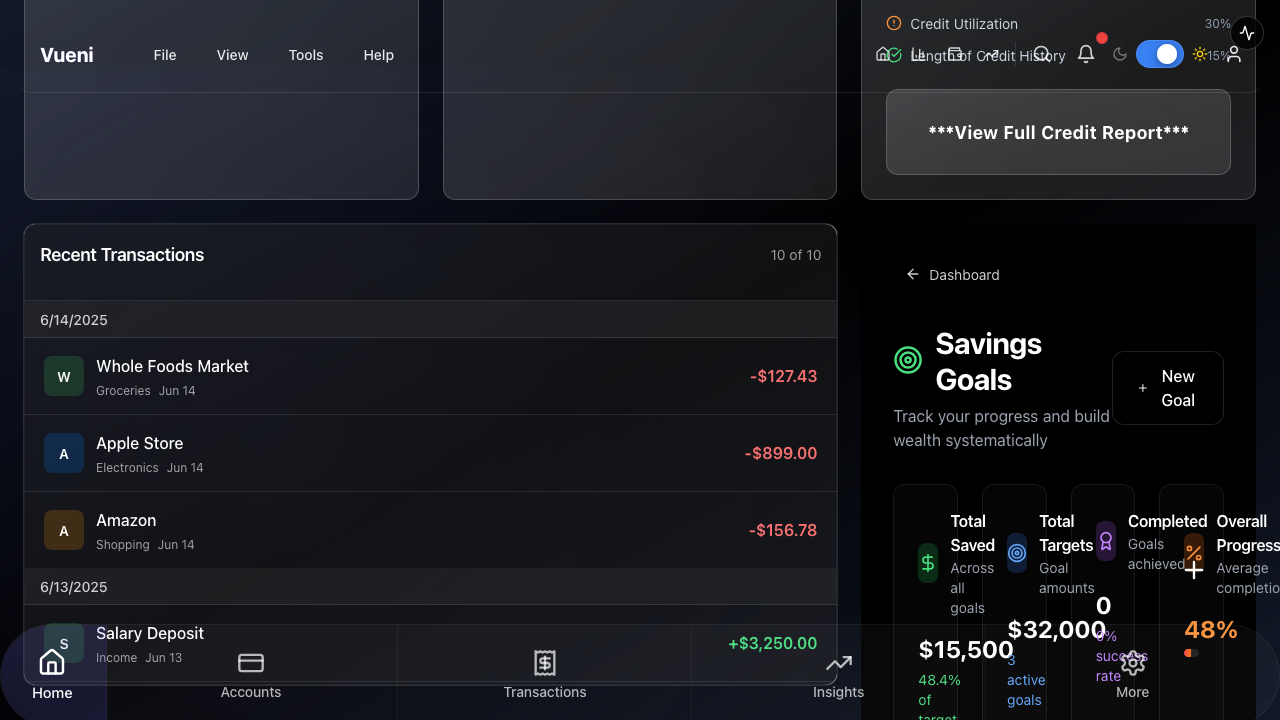 Credit Utilization 30%
Vueni File View Tools Help
Length of Credit History 15%
***View Full Credit Report***
Recent Transactions 10 of 10
6/14/2025
W Whole Foods Market -$127.43
Groceries Jun 14
A Apple Store -$899.00
Electronics Jun 14
A Amazon -$156.78
Shopping Jun 14
6/13/2025
S Salary Deposit +$3,250.00
Income Jun 13
Dashboard
Savings
Goals
+ New
Goal
Track your progress and build
wealth systematically
Total
Saved
Across
all
goals
$15,500
48.4%
of
target
Total
Targets
Goal
amounts
$32,000
3
active
goals
Completed
Goals
achieved
0
0%
success
rate
Overall
Progress
Average
completio
48%
Home Accounts Transactions Insights More